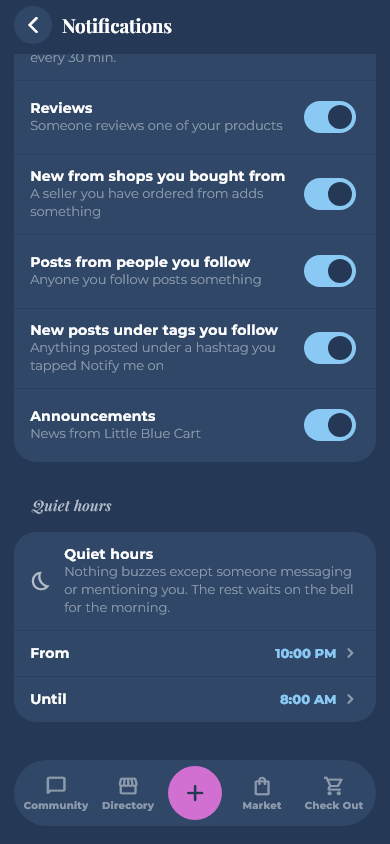 Notifications
every 30 min.
Reviews
Someone reviews one of your products
New from shops you bought from
A seller you have ordered from adds
something
Posts from people you follow
Anyone you follow posts something
New posts under tags you follow
Anything posted under a hashtag you
tapped Notify me on
Announcements
News from Little Blue Cart
Quiet hours
Quiet hours
Nothing buzzes except someone messaging
or mentioning you. The rest waits on the bell
for the morning.
From
10:00 PM
Until
8:00 AM
Community
Directory
Market
Check Out